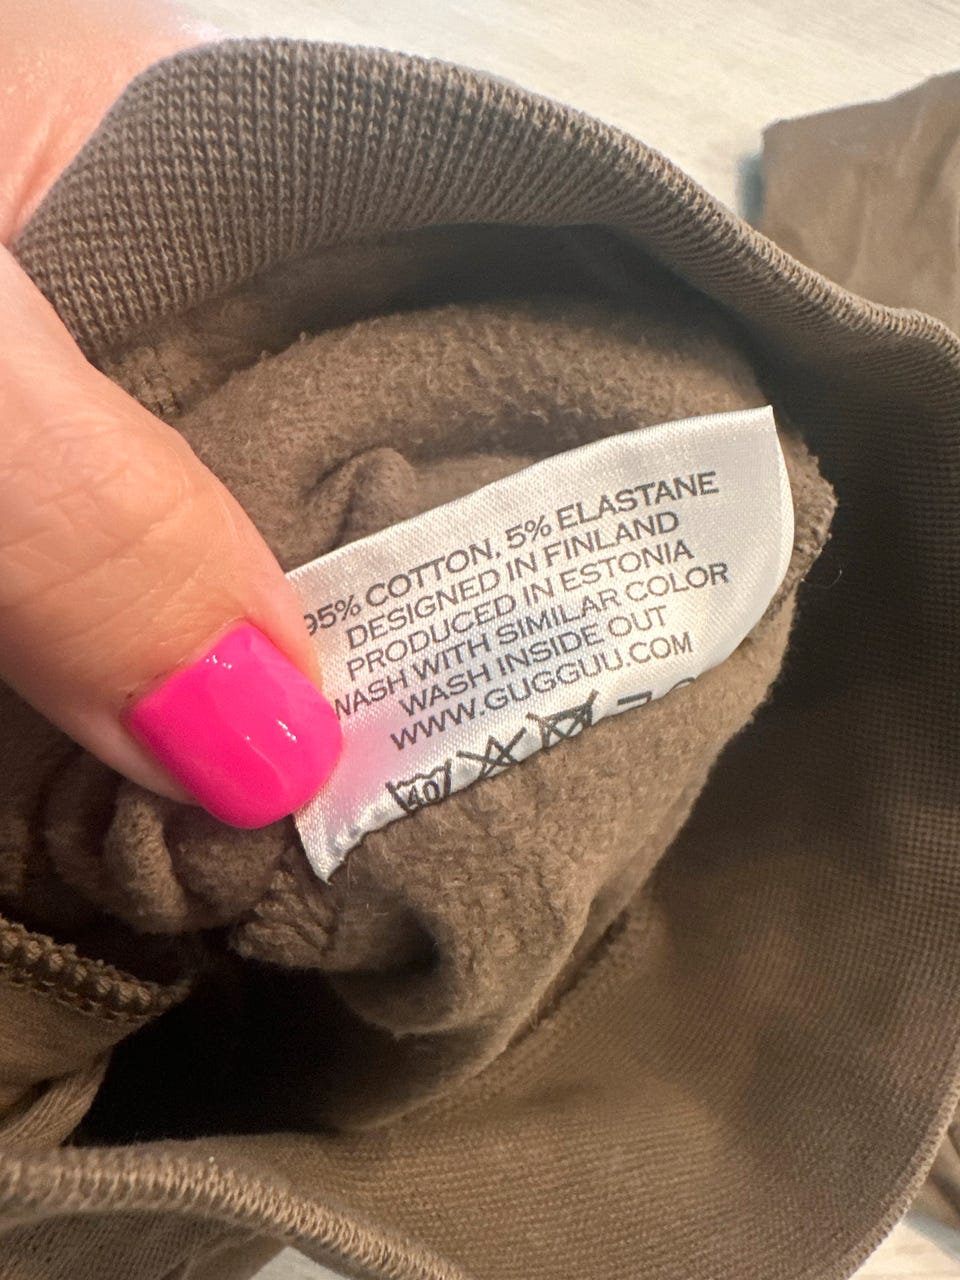 95% COTTON, 5% ELASTANE
DESIGNED IN FINLAND
PRODUCED IN ESTONIA
WASH WITH SIMILAR COLOR
WASH INSIDE OUT
WWW.GUGGUU.COM
40